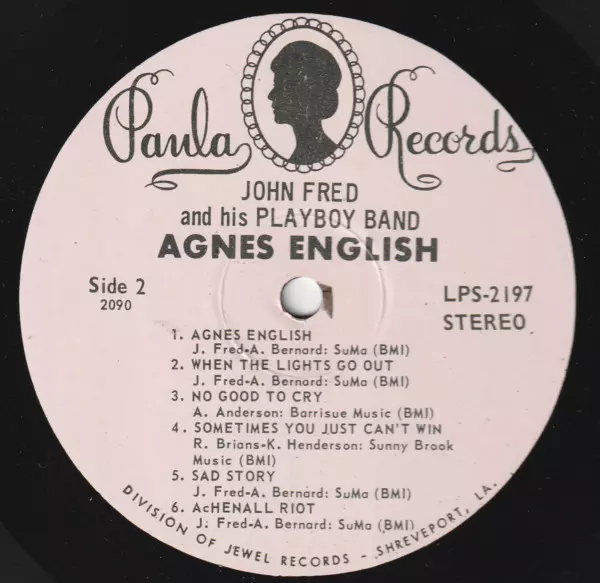 Paula Records
JOHN FRED
and his PLAYBOY BAND
AGNES ENGLISH
Side 2
2090
LPS-2197
STEREO
1. AGNES ENGLISH
J. Fred-A. Bernard: SuMa (BMI)
2. WHEN THE LIGHTS GO OUT
J. Fred-A. Bernard: SuMa (BMI)
3. NO GOOD TO CRY
A. Anderson: Barrisue Music (BMI)
4. SOMETIMES YOU JUST CAN'T WIN
R. Brians-K. Henderson: Sunny Brook
Music (BMI)
5. SAD STORY
J. Fred-A. Bernard: SuMa (BMI)
6. AcHENALL RIOT
J. Fred-A. Bernard: SuMa (BMI)
DIVISION OF JEWEL RECORDS - SHREVEPORT, LA.